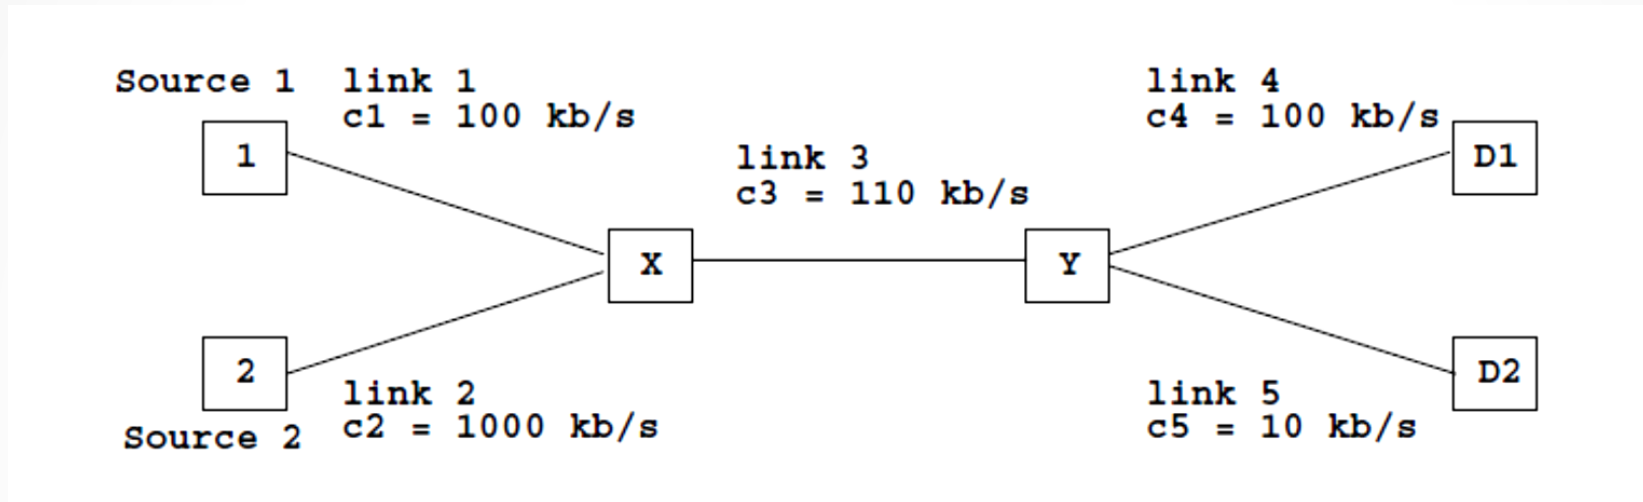 Source 1
link 1
c1 = 100 kb/s
1
link 4
c4 = 100 kb/s
D1
link 3
c3 = 110 kb/s
X
Y
2
Source 2
link 2
c2 = 1000 kb/s
link 5
c5 = 10 kb/s
D2